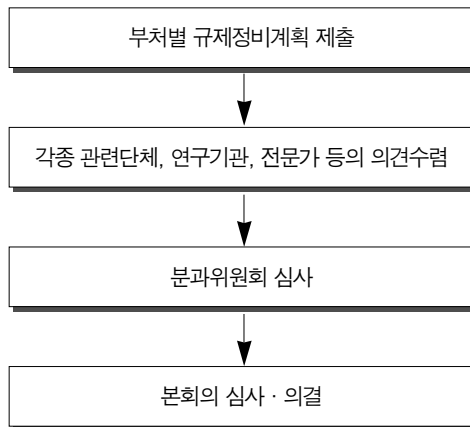 부처별 규제정비계획 제출
각종 관련단체, 연구기관, 전문가 등의 의견수렴
분과위원회 심사
본회의 심사 · 의결